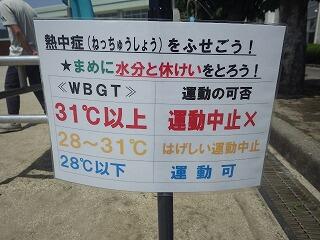 熱中症(ねっちゅうしょう)をふせごう!
★まめに水分と休けいをとろう!
≪WBGT≫ 運動の可否
31℃以上 運動中止×
28〜31℃ はげしい運動中止
28℃以下 運動可